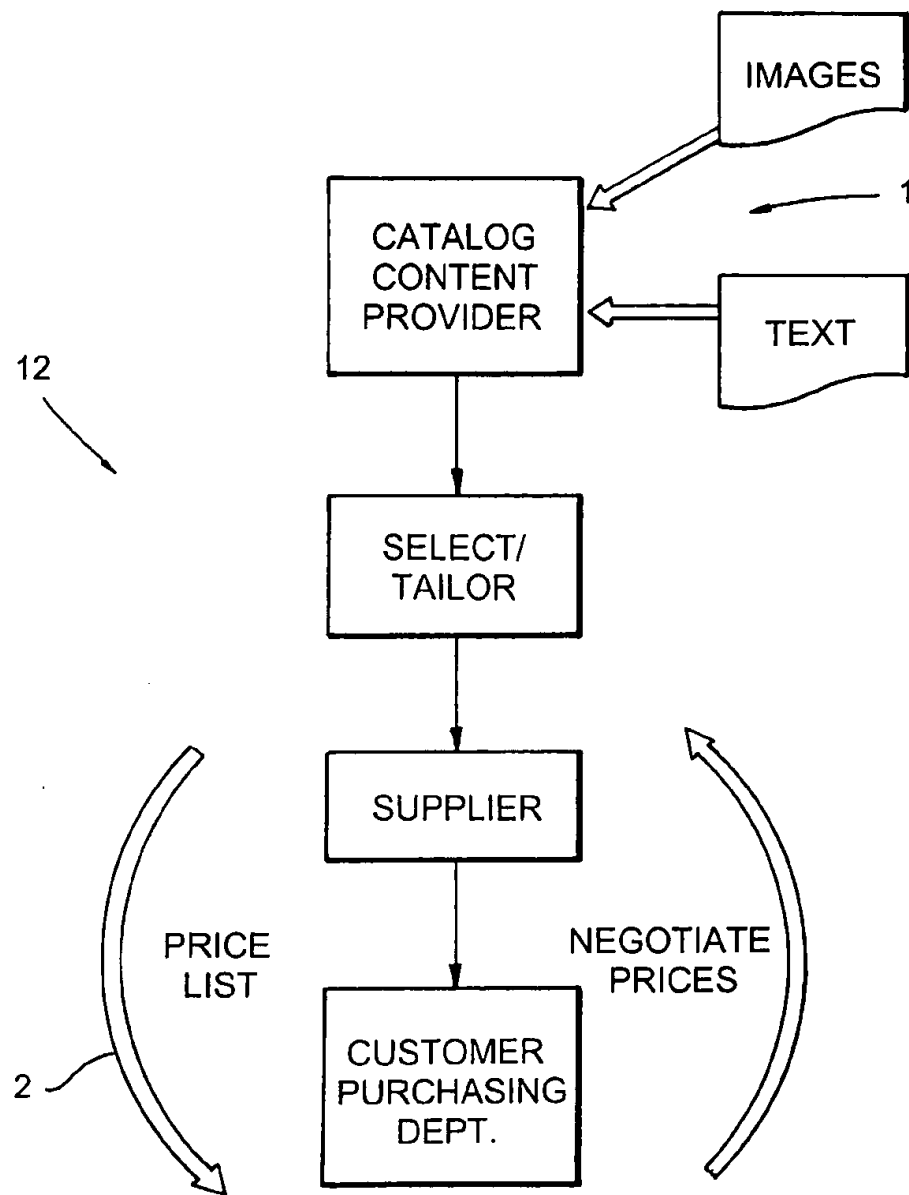 IMAGES
1
CATALOG
CONTENT
PROVIDER
TEXT
12
SELECT/
TAILOR
SUPPLIER
PRICE
LIST
NEGOTIATE
PRICES
2
CUSTOMER
PURCHASING
DEPT.